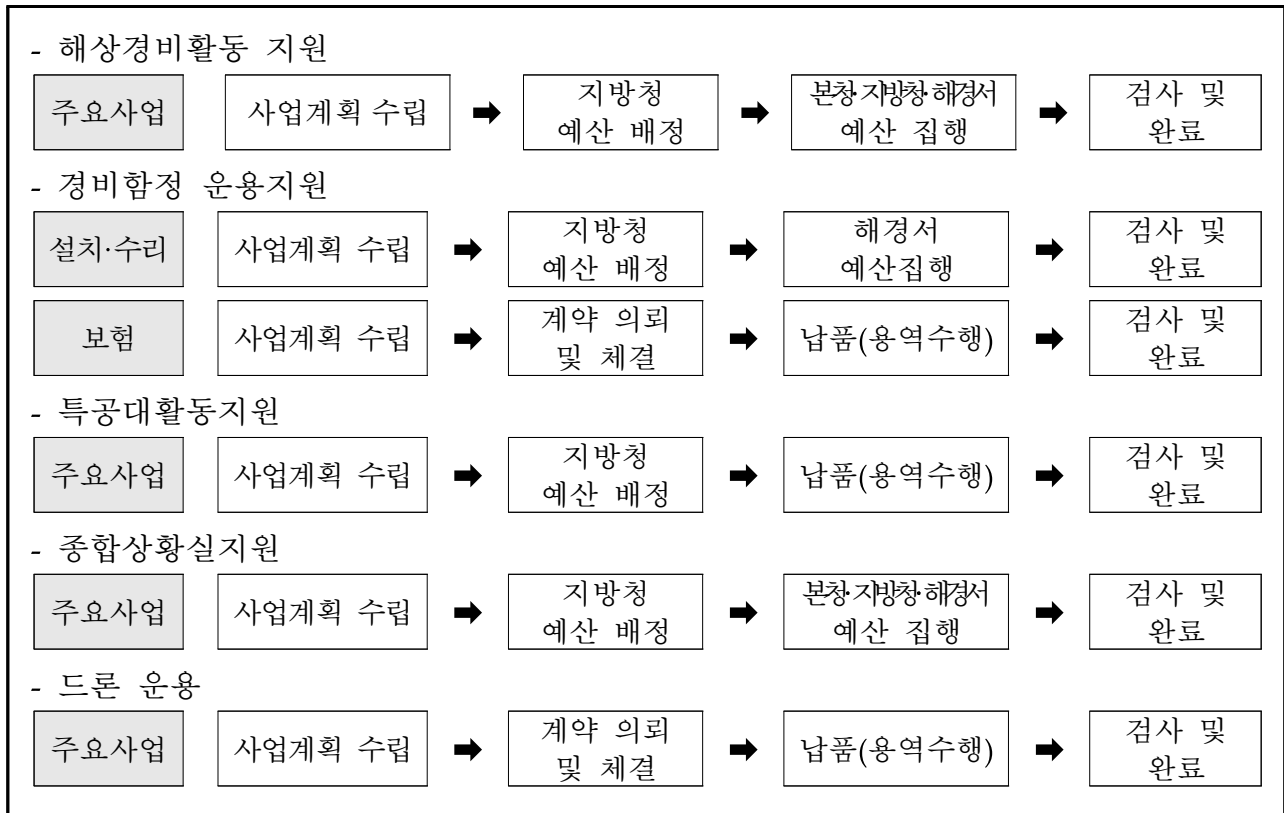 - 해상경비활동 지원
주요사업 사업계획 수립 ➡ 지방청 예산 배정 ➡ 본청·지방청·해경서 예산 집행 ➡ 검사 및 완료
- 경비함정 운용지원
설치·수리 사업계획 수립 ➡ 지방청 예산 배정 ➡ 해경서 예산집행 ➡ 검사 및 완료
보험 사업계획 수립 ➡ 계약 의뢰 및 체결 ➡ 납품(용역수행) ➡ 검사 및 완료
- 특공대활동지원
주요사업 사업계획 수립 ➡ 지방청 예산 배정 ➡ 납품(용역수행) ➡ 검사 및 완료
- 종합상황실지원
주요사업 사업계획 수립 ➡ 지방청 예산 배정 ➡ 본청·지방청·해경서 예산 집행 ➡ 검사 및 완료
- 드론 운용
주요사업 사업계획 수립 ➡ 계약 의뢰 및 체결 ➡ 납품(용역수행) ➡ 검사 및 완료